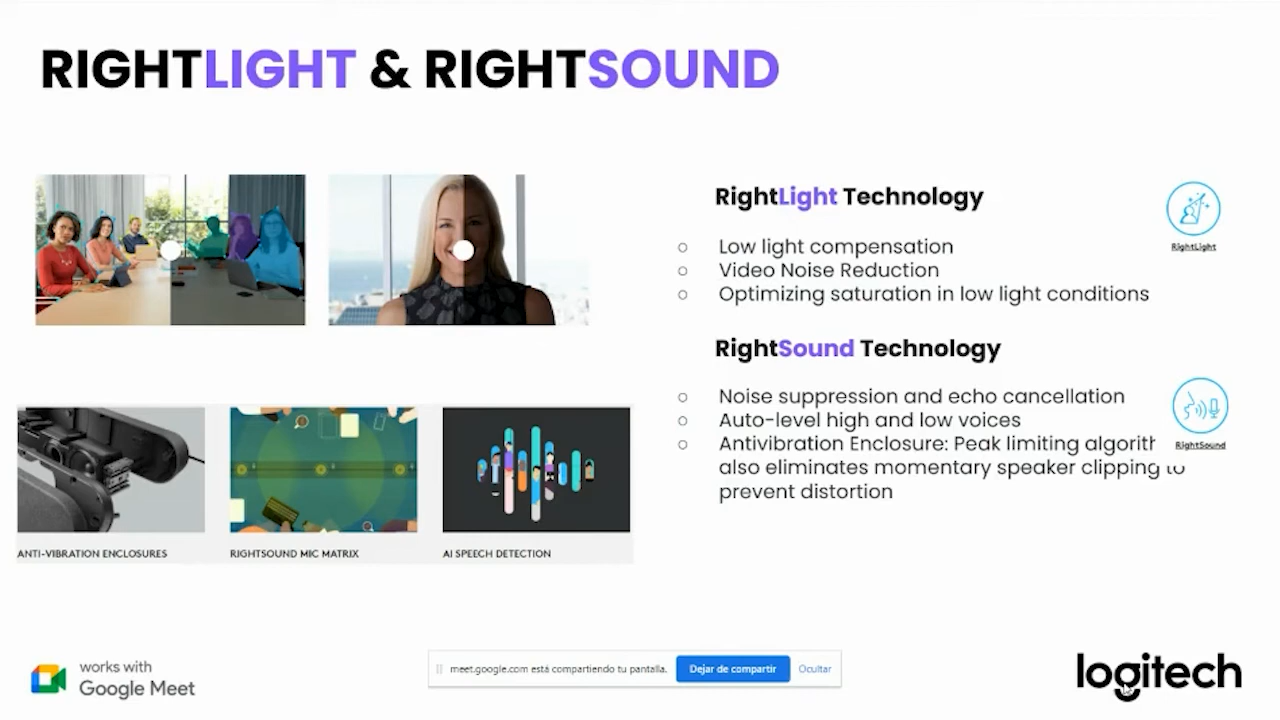 RIGHTLIGHT & RIGHTSOUND
RightLight Technology
Low light compensation
Video Noise Reduction
Optimizing saturation in low light conditions
RightLight
RightSound Technology
Noise suppression and echo cancellation
Auto-level high and low voices
Antivibration Enclosure: Peak limiting algorith
also eliminates momentary speaker clipping to
prevent distortion
RightSound
ANTI-VIBRATION ENCLOSURES
RIGHTSOUND MIC MATRIX
AI SPEECH DETECTION
works with
Google Meet
meet.google.com está compartiendo tu pantalla. Dejar de compartir Ocultar
logitech